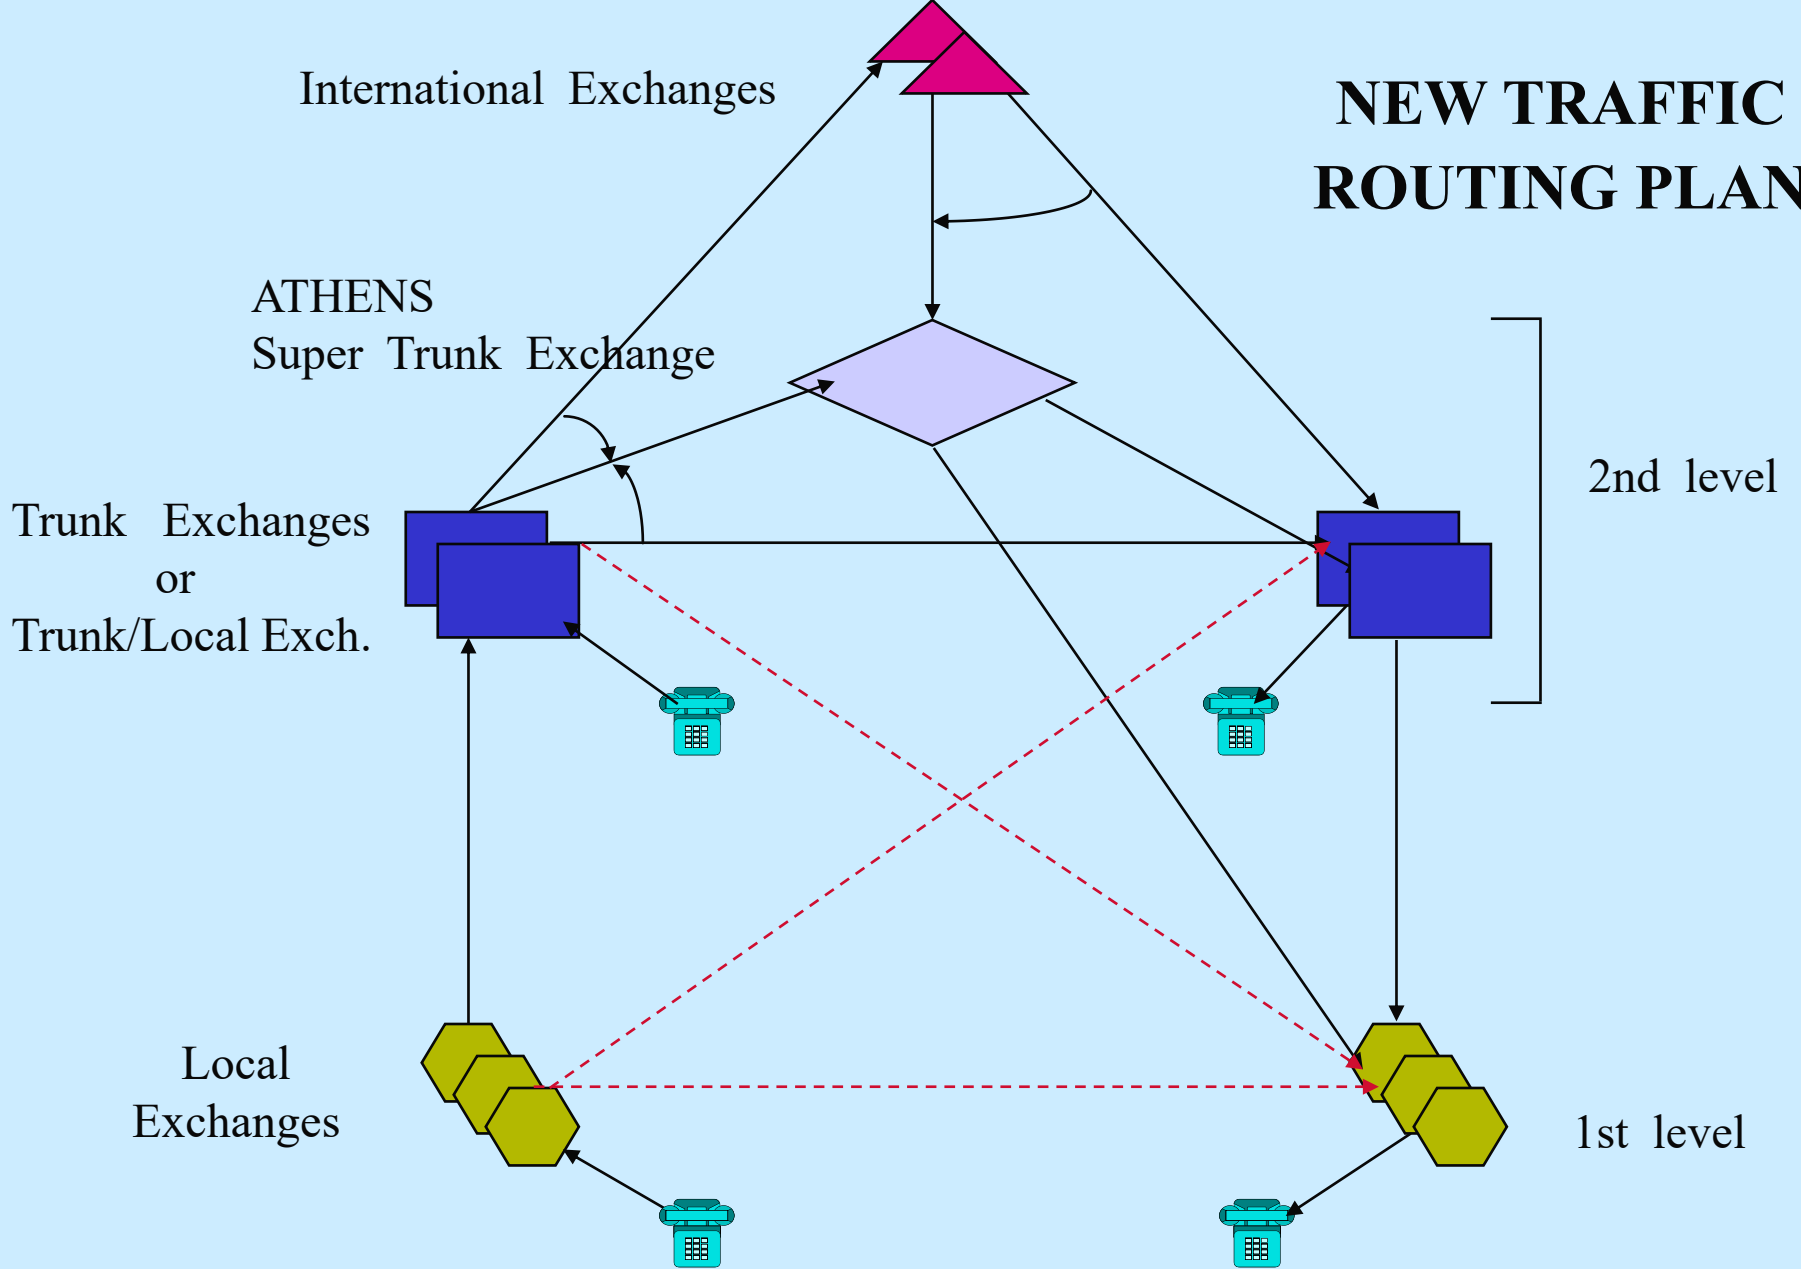 International Exchanges
NEW TRAFFIC
ROUTING PLAN
ATHENS
Super Trunk Exchange
2nd level
Trunk Exchanges
or
Trunk/Local Exch.
Local
Exchanges
1st level